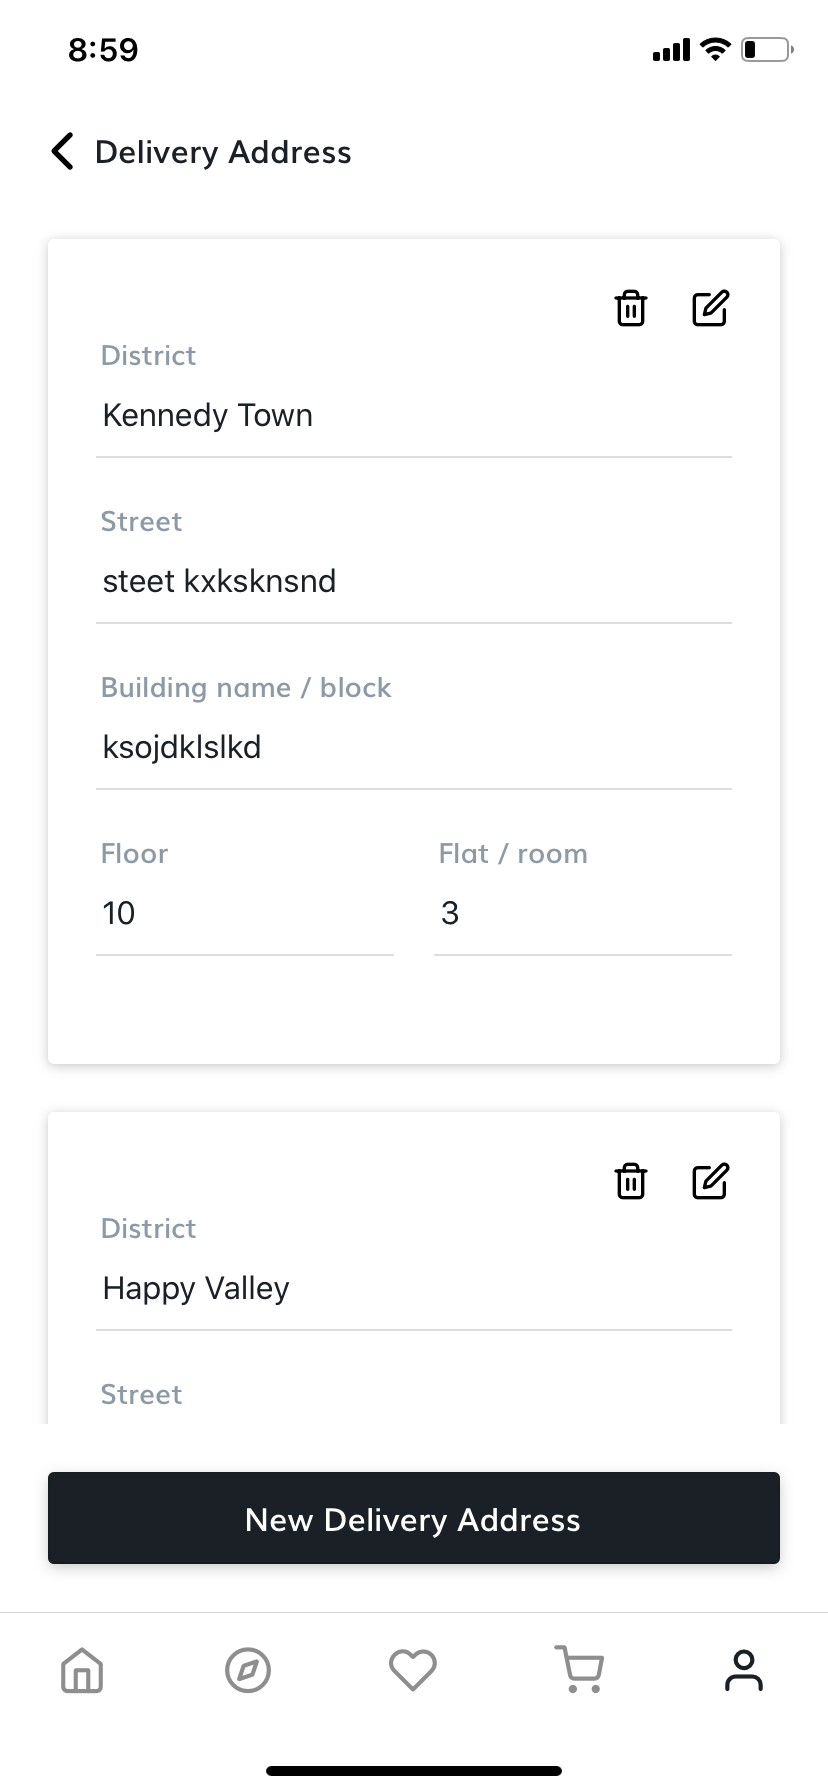 8:59
Delivery Address
District
Kennedy Town
Street
steet kxksknsnd
Building name / block
ksojdklslkd
Floor Flat / room
10 3
District
Happy Valley
Street
New Delivery Address